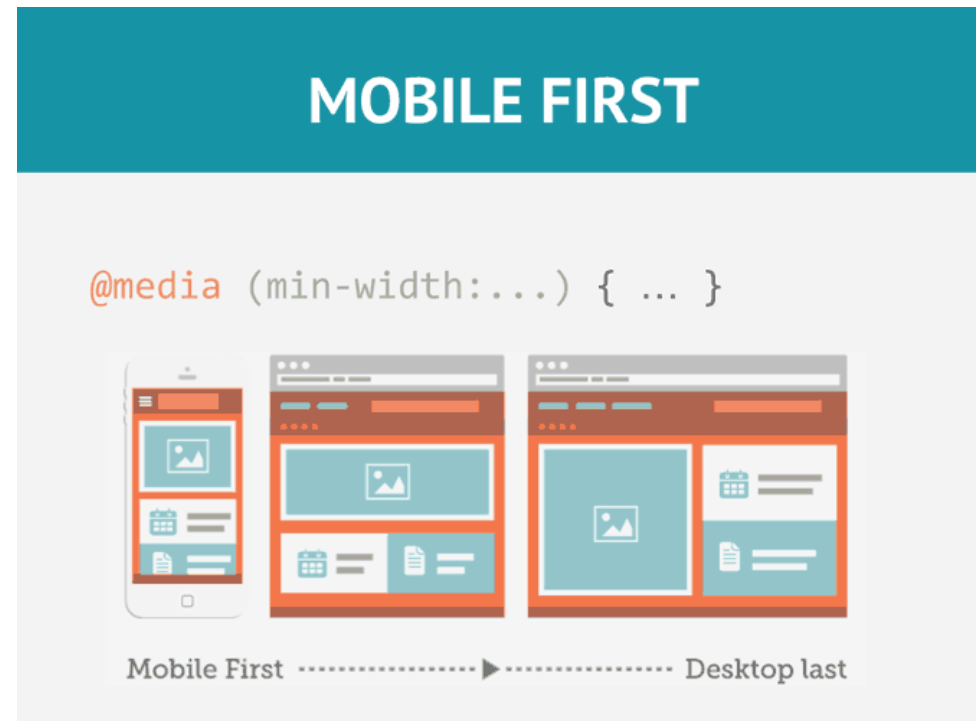 MOBILE FIRST
@media (min-width:...) { ... }
Mobile First
Desktop last